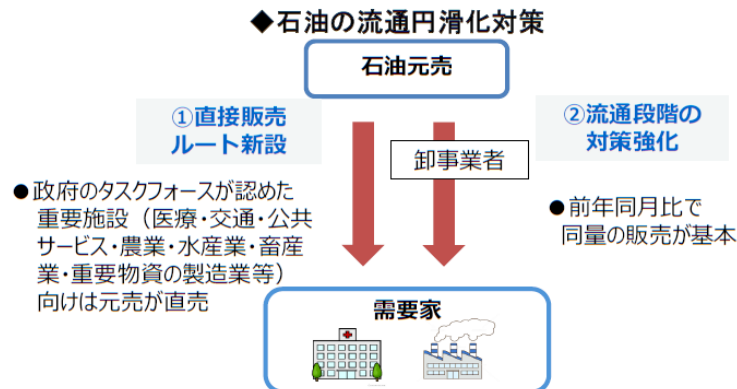 ◆石油の流通円滑化対策
石油元売
①直接販売
ルート新設
②流通段階の
対策強化
卸事業者
●政府のタスクフォースが認めた
重要施設（医療・交通・公共
サービス・農業・水産業・畜産
業・重要物資の製造業等）
向けは元売が直売
●前年同月比で
同量の販売が基本
需要家